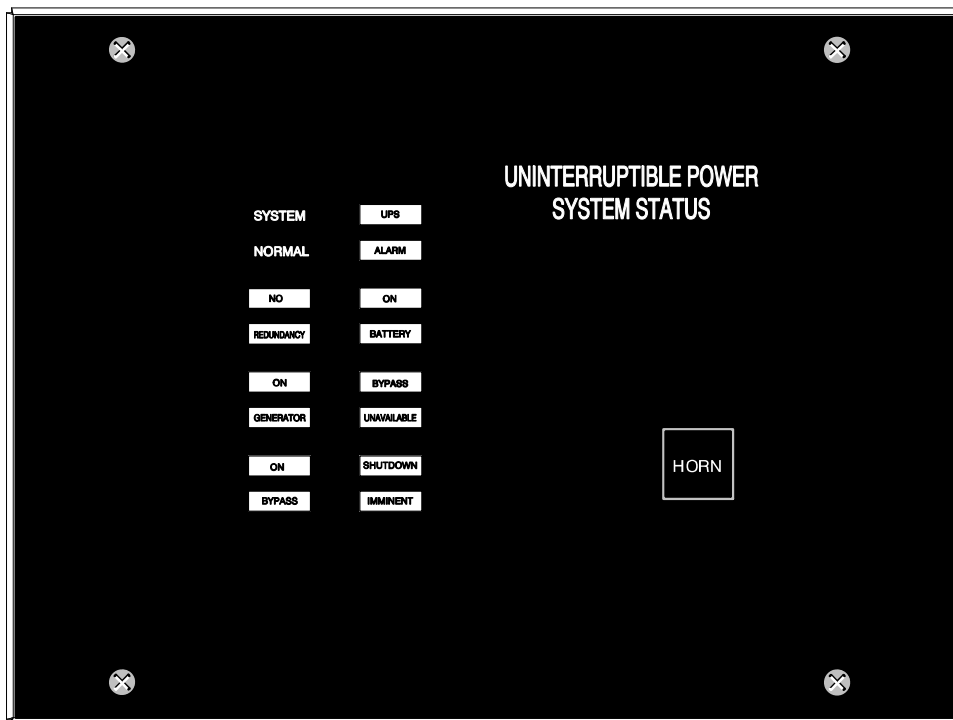 UNINTERRUPTIBLE POWER
SYSTEM STATUS
SYSTEM
NORMAL
UPS
ALARM
NO
REDUNDANCY
ON
BATTERY
ON
GENERATOR
BYPASS
UNAVAILABLE
ON
BYPASS
SHUTDOWN
IMMINENT
HORN